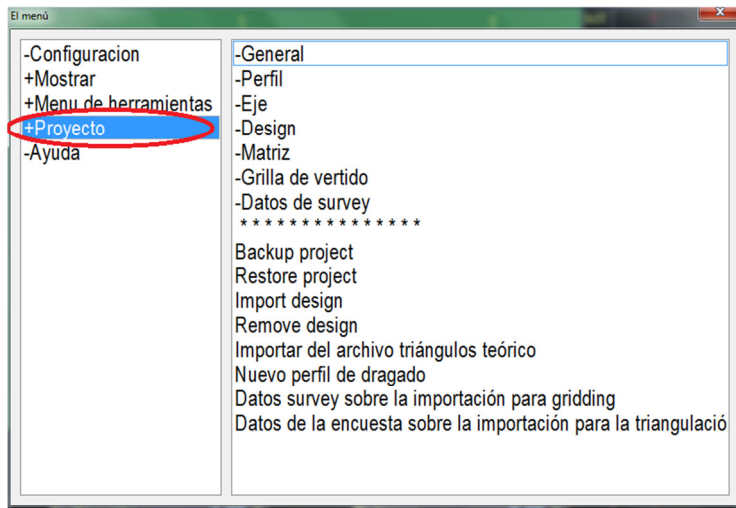 El menú
-Configuracion
+Mostrar
+Menu de herramientas
+Proyecto
-Ayuda
-General
-Perfil
-Eje
-Design
-Matriz
-Grilla de vertido
-Datos de survey
* * * * * * * * * * * * * * *
Backup project
Restore project
Import design
Remove design
Importar del archivo triángulos teórico
Nuevo perfil de dragado
Datos survey sobre la importación para gridding
Datos de la encuesta sobre la importación para la triangulació